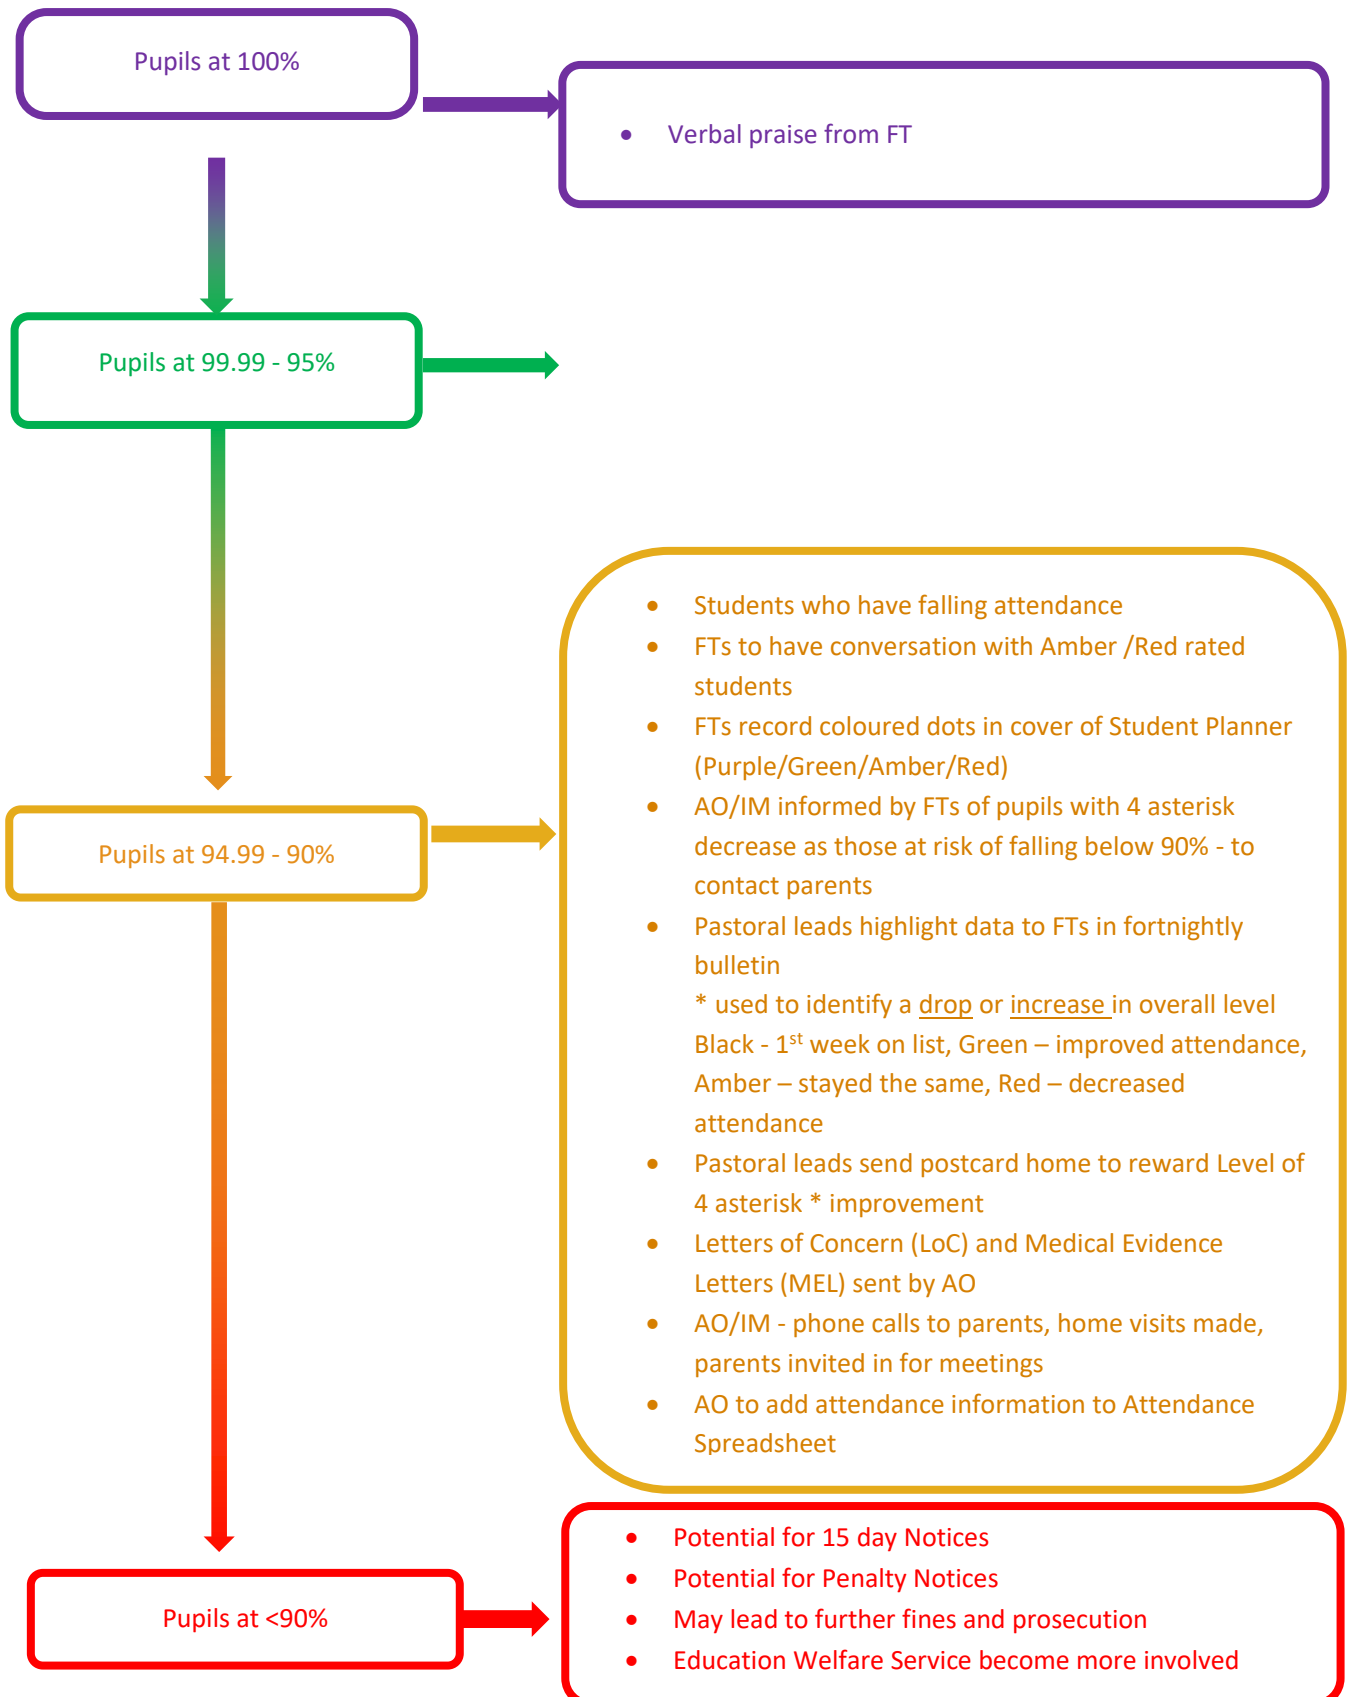 Pupils at 100%
• Verbal praise from FT
Pupils at 99.99 - 95%
Pupils at 94.99 - 90%
• Students who have falling attendance
• FTs to have conversation with Amber /Red rated
students
• FTs record coloured dots in cover of Student Planner
(Purple/Green/Amber/Red)
• AO/IM informed by FTs of pupils with 4 asterisk
decrease as those at risk of falling below 90% - to
contact parents
• Pastoral leads highlight data to FTs in fortnightly
bulletin
* used to identify a drop or increase in overall level
Black - 1st week on list, Green – improved attendance,
Amber – stayed the same, Red – decreased
attendance
• Pastoral leads send postcard home to reward Level of
4 asterisk * improvement
• Letters of Concern (LoC) and Medical Evidence
Letters (MEL) sent by AO
• AO/IM - phone calls to parents, home visits made,
parents invited in for meetings
• AO to add attendance information to Attendance
Spreadsheet
Pupils at <90%
• Potential for 15 day Notices
• Potential for Penalty Notices
• May lead to further fines and prosecution
• Education Welfare Service become more involved